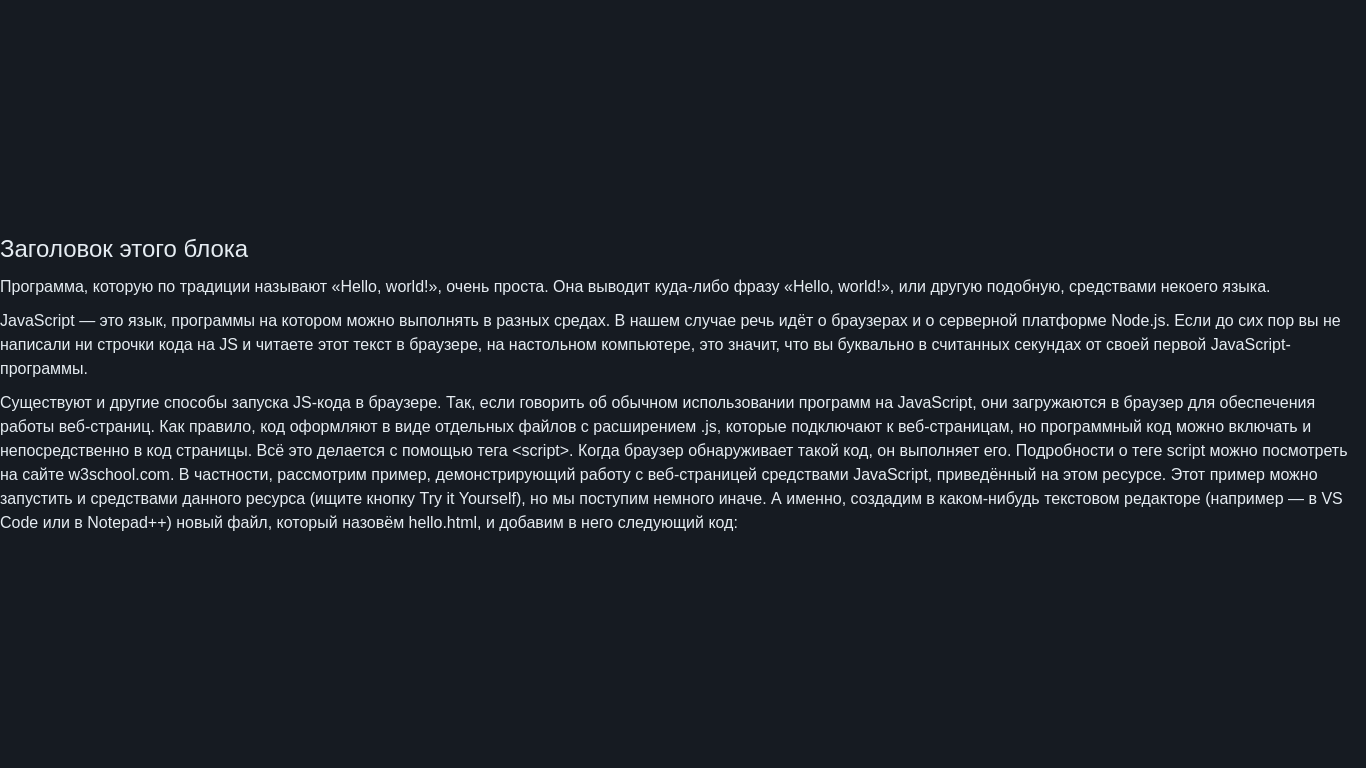 Заголовок этого блока
Программа, которую по традиции называют «Hello, world!», очень проста. Она выводит куда-либо фразу «Hello, world!», или другую подобную, средствами некоего языка.
JavaScript — это язык, программы на котором можно выполнять в разных средах. В нашем случае речь идёт о браузерах и о серверной платформе Node.js. Если до сих пор вы не
написали ни строчки кода на JS и читаете этот текст в браузере, на настольном компьютере, это значит, что вы буквально в считанных секундах от своей первой JavaScript-
программы.
Существуют и другие способы запуска JS-кода в браузере. Так, если говорить об обычном использовании программ на JavaScript, они загружаются в браузер для обеспечения
работы веб-страниц. Как правило, код оформляют в виде отдельных файлов с расширением .js, которые подключают к веб-страницам, но программный код можно включать и
непосредственно в код страницы. Всё это делается с помощью тега <script>. Когда браузер обнаруживает такой код, он выполняет его. Подробности о теге script можно посмотреть
на сайте w3school.com. В частности, рассмотрим пример, демонстрирующий работу с веб-страницей средствами JavaScript, приведённый на этом ресурсе. Этот пример можно
запустить и средствами данного ресурса (ищите кнопку Try it Yourself), но мы поступим немного иначе. А именно, создадим в каком-нибудь текстовом редакторе (например — в VS
Code или в Notepad++) новый файл, который назовём hello.html, и добавим в него следующий код: